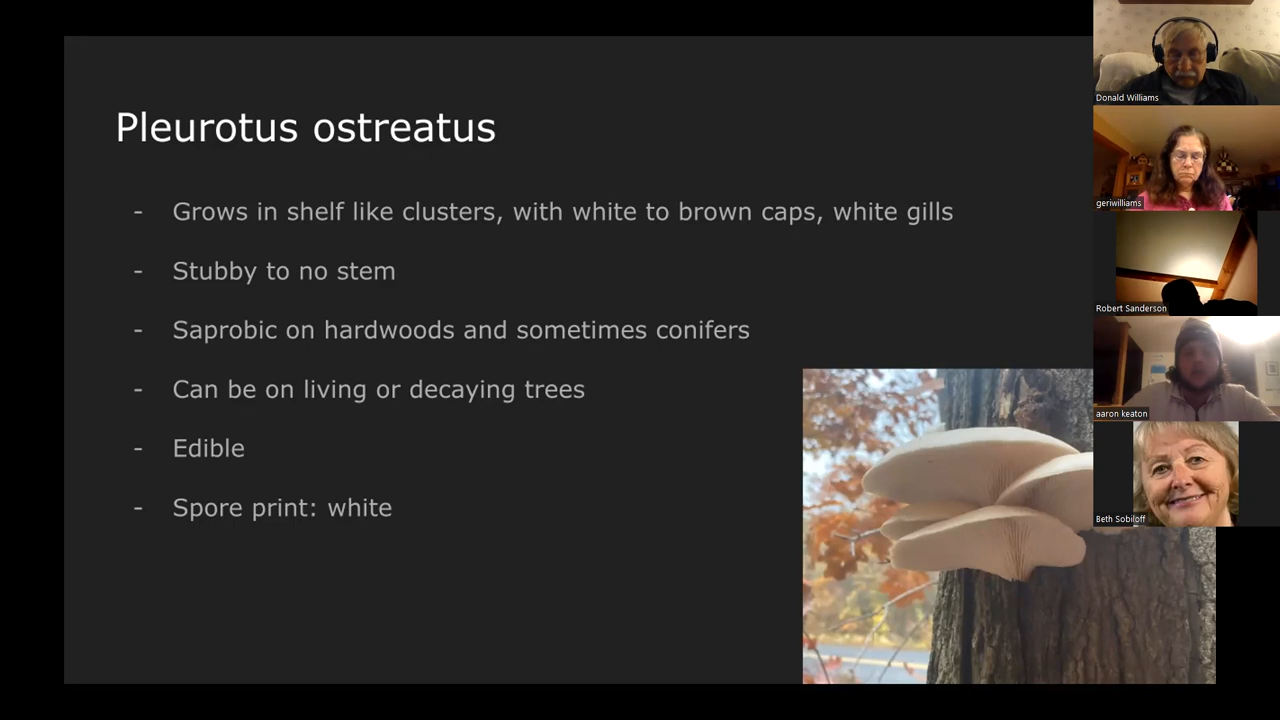 Pleurotus ostreatus
- Grows in shelf like clusters, with white to brown caps, white gills
- Stubby to no stem
- Saprobic on hardwoods and sometimes conifers
- Can be on living or decaying trees
- Edible
- Spore print: white
Donald Williams
geriwilliams
Robert Sanderson
aaron keaton
Beth Sobiloff